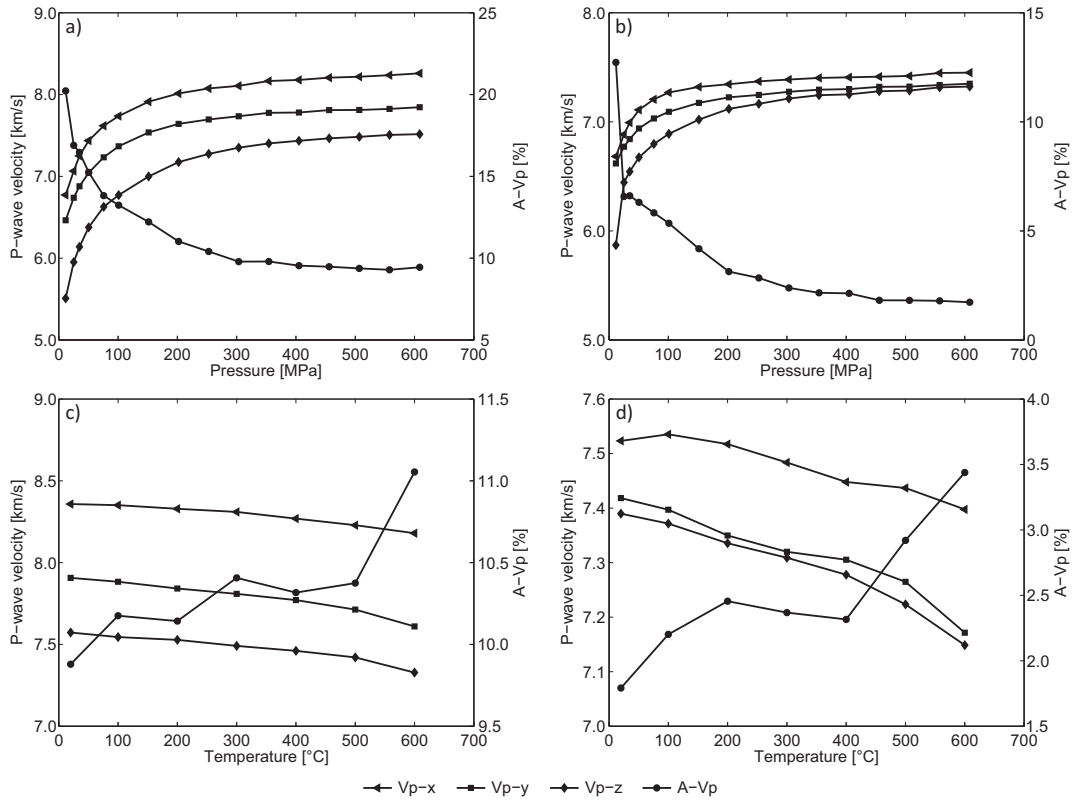 a)
9.0
8.0
7.0
6.0
5.0
P−wave velocity [km/s]
25
20
15
10
5
A−Vp [%]
0 100 200 300 400 500 600 700
Pressure [MPa]
b)
8.0
7.0
6.0
5.0
P−wave velocity [km/s]
15
10
5
0
A−Vp [%]
0 100 200 300 400 500 600 700
Pressure [MPa]
c)
9.0
8.5
8.0
7.5
7.0
P−wave velocity [km/s]
11.5
11.0
10.5
10.0
9.5
A−Vp [%]
0 100 200 300 400 500 600 700
Temperature [°C]
d)
7.6
7.5
7.4
7.3
7.2
7.1
7.0
P−wave velocity [km/s]
4.0
3.5
3.0
2.5
2.0
1.5
A−Vp [%]
0 100 200 300 400 500 600 700
Temperature [°C]
Vp−x Vp−y Vp−z A−Vp